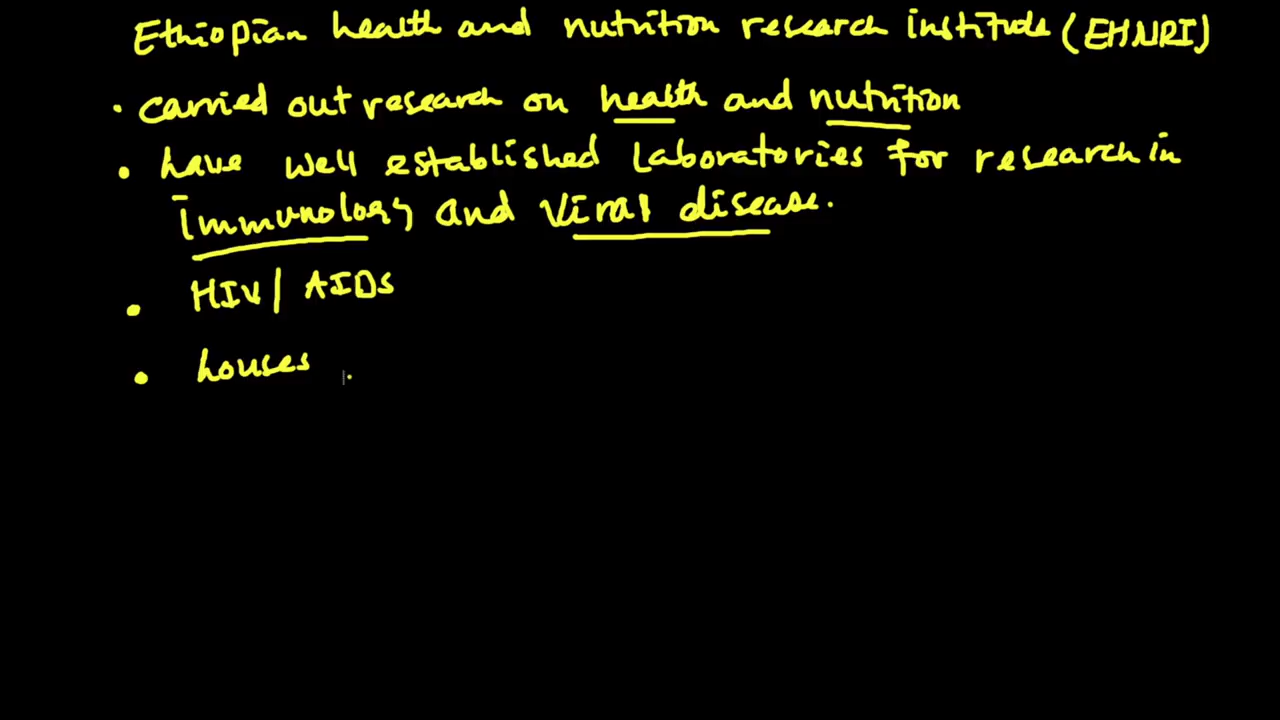 Ethiopian health and nutrition research institude (EHNRI)
• carried out research on health and nutrition
• have well established Laboratories for research in
Immunology and viral disease.
• HIV/ AIDs
• houses